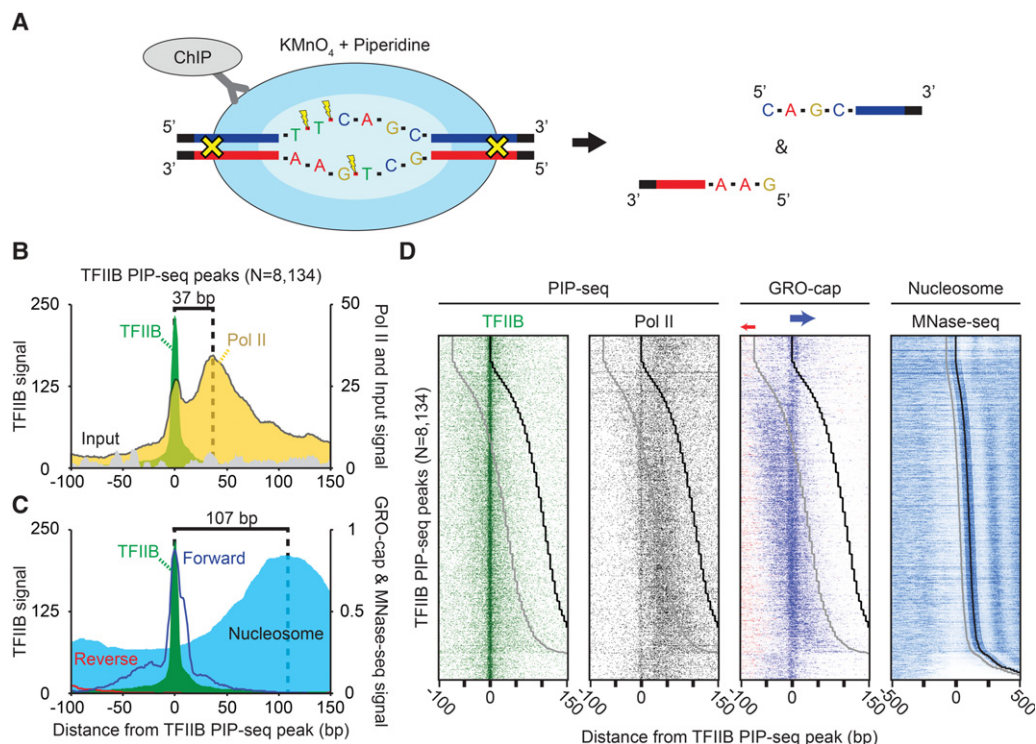 A
ChIP
KMnO4 + Piperidine
5'
T T C A G C
3'
3'
A A G T C G
5'
5'
C A G C
3'
&
3'
A A G
5'
B
TFIIB PIP-seq peaks (N=8,134)
37 bp
250
125
0
TFIIB signal
TFIIB
Pol II
Input
50
25
0
Pol II and Input signal
-100 -50 0 50 100 150
C
107 bp
250
125
0
TFIIB signal
TFIIB
Forward
Reverse
Nucleosome
1
0.5
0
GRO-cap & MNase-seq signal
-100 -50 0 50 100 150
Distance from TFIIB PIP-seq peak (bp)
D
PIP-seq
GRO-cap
Nucleosome
TFIIB
Pol II
MNase-seq
TFIIB PIP-seq peaks (N=8,134)
-100 0 150
-100 0 150
-100 0 150
-500 0 500
Distance from TFIIB PIP-seq peak (bp)